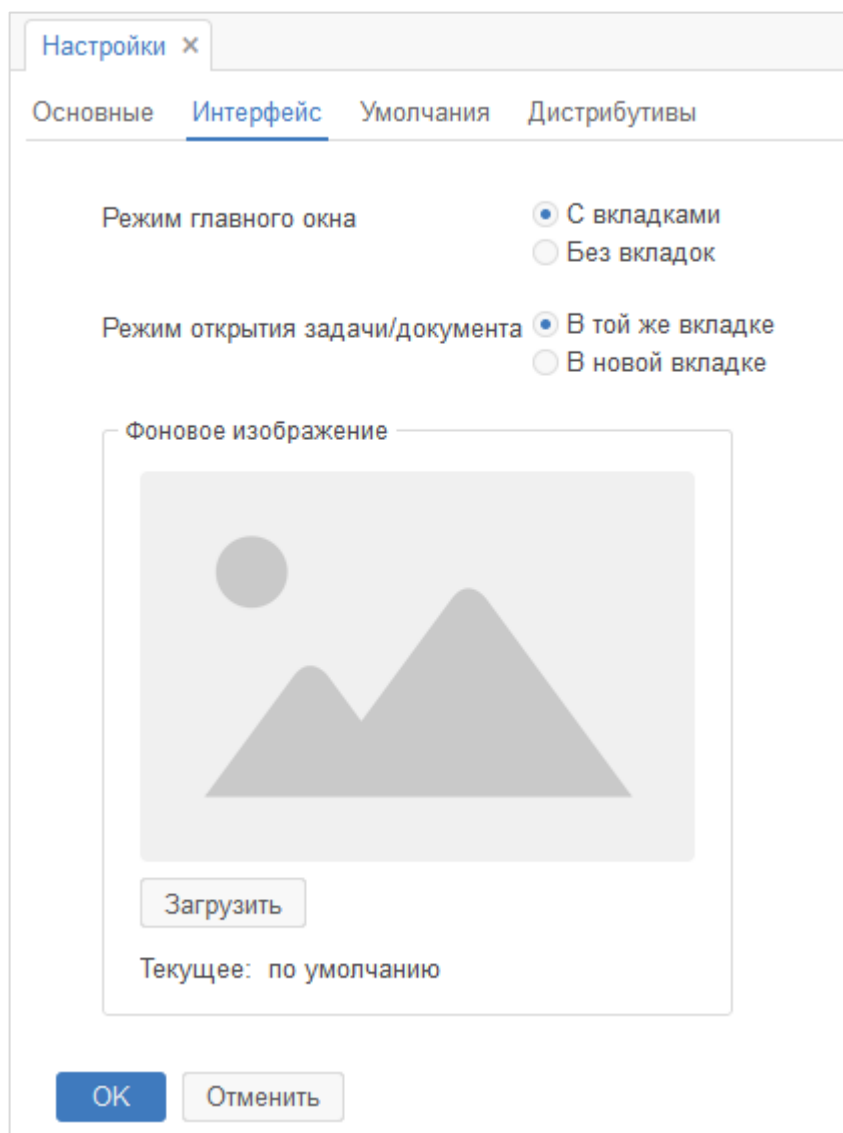 Настройки ×
Основные Интерфейс Умолчания Дистрибутивы
Режим главного окна С вкладками
Без вкладок
Режим открытия задачи/документа В той же вкладке
В новой вкладке
Фоновое изображение
Загрузить
Текущее: по умолчанию
OK Отменить